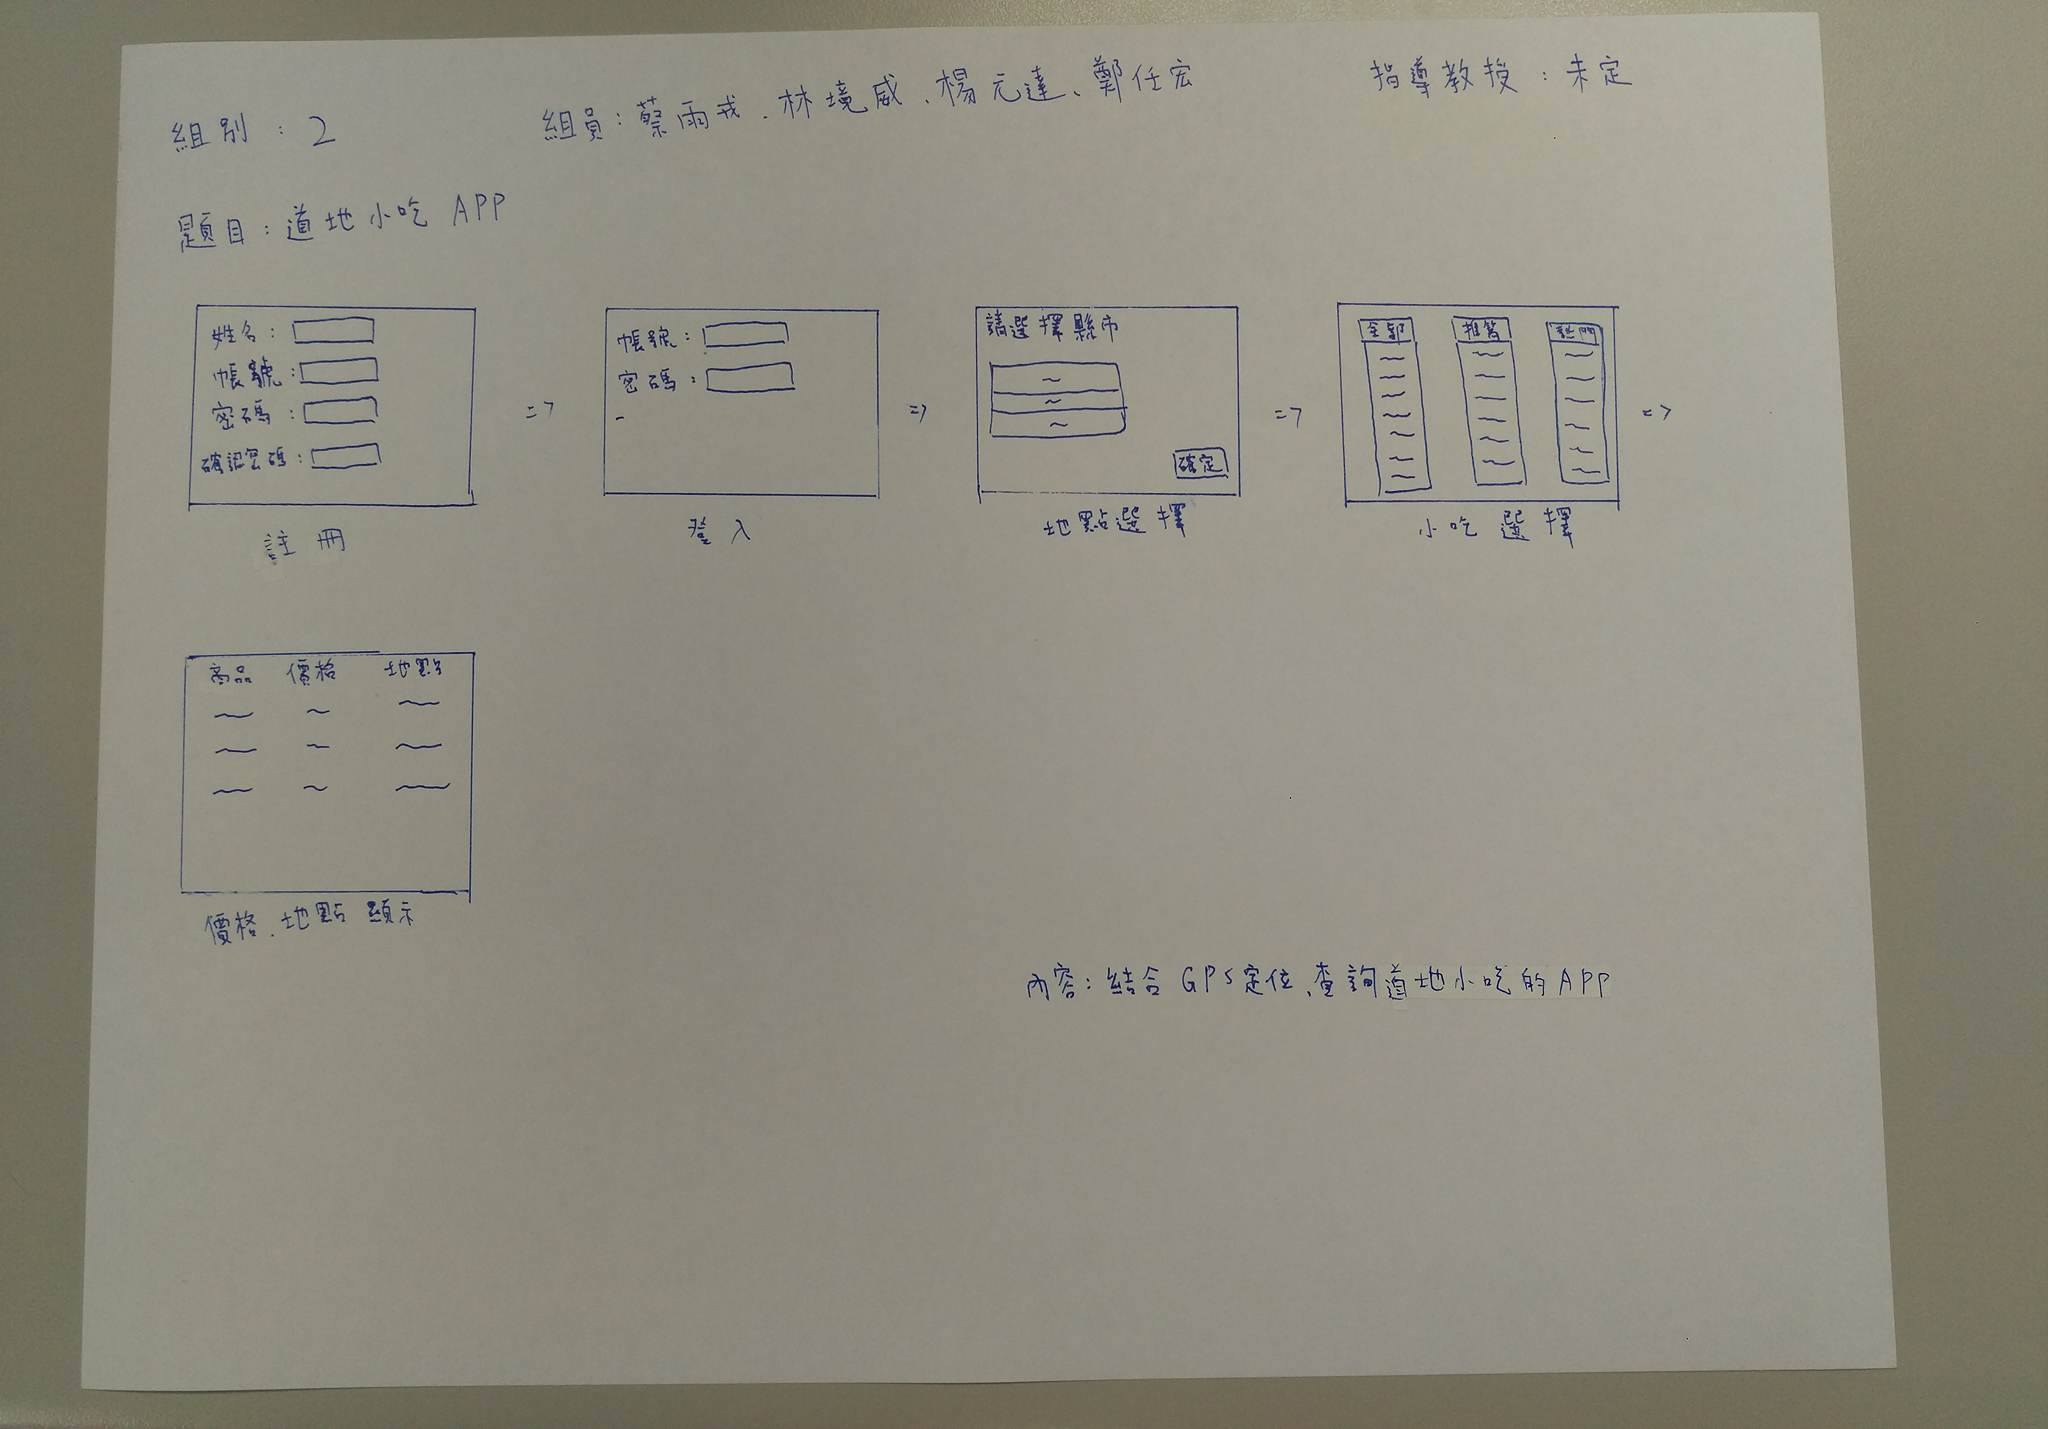 組別：2
組員：蔡雨戎、林境威、楊元達、鄭任宏
指導教授：未定
題目：道地小吃 APP
姓名：
帳號：
密碼：
確認密碼：
註冊
=>
帳號：
密碼：
登入
=>
請選擇縣市
確定
地點選擇
=>
全部 推薦 熱門
小吃選擇
=>
商品 價格 地點
價格、地點顯示
內容：結合GPS定位、查詢道地小吃的APP